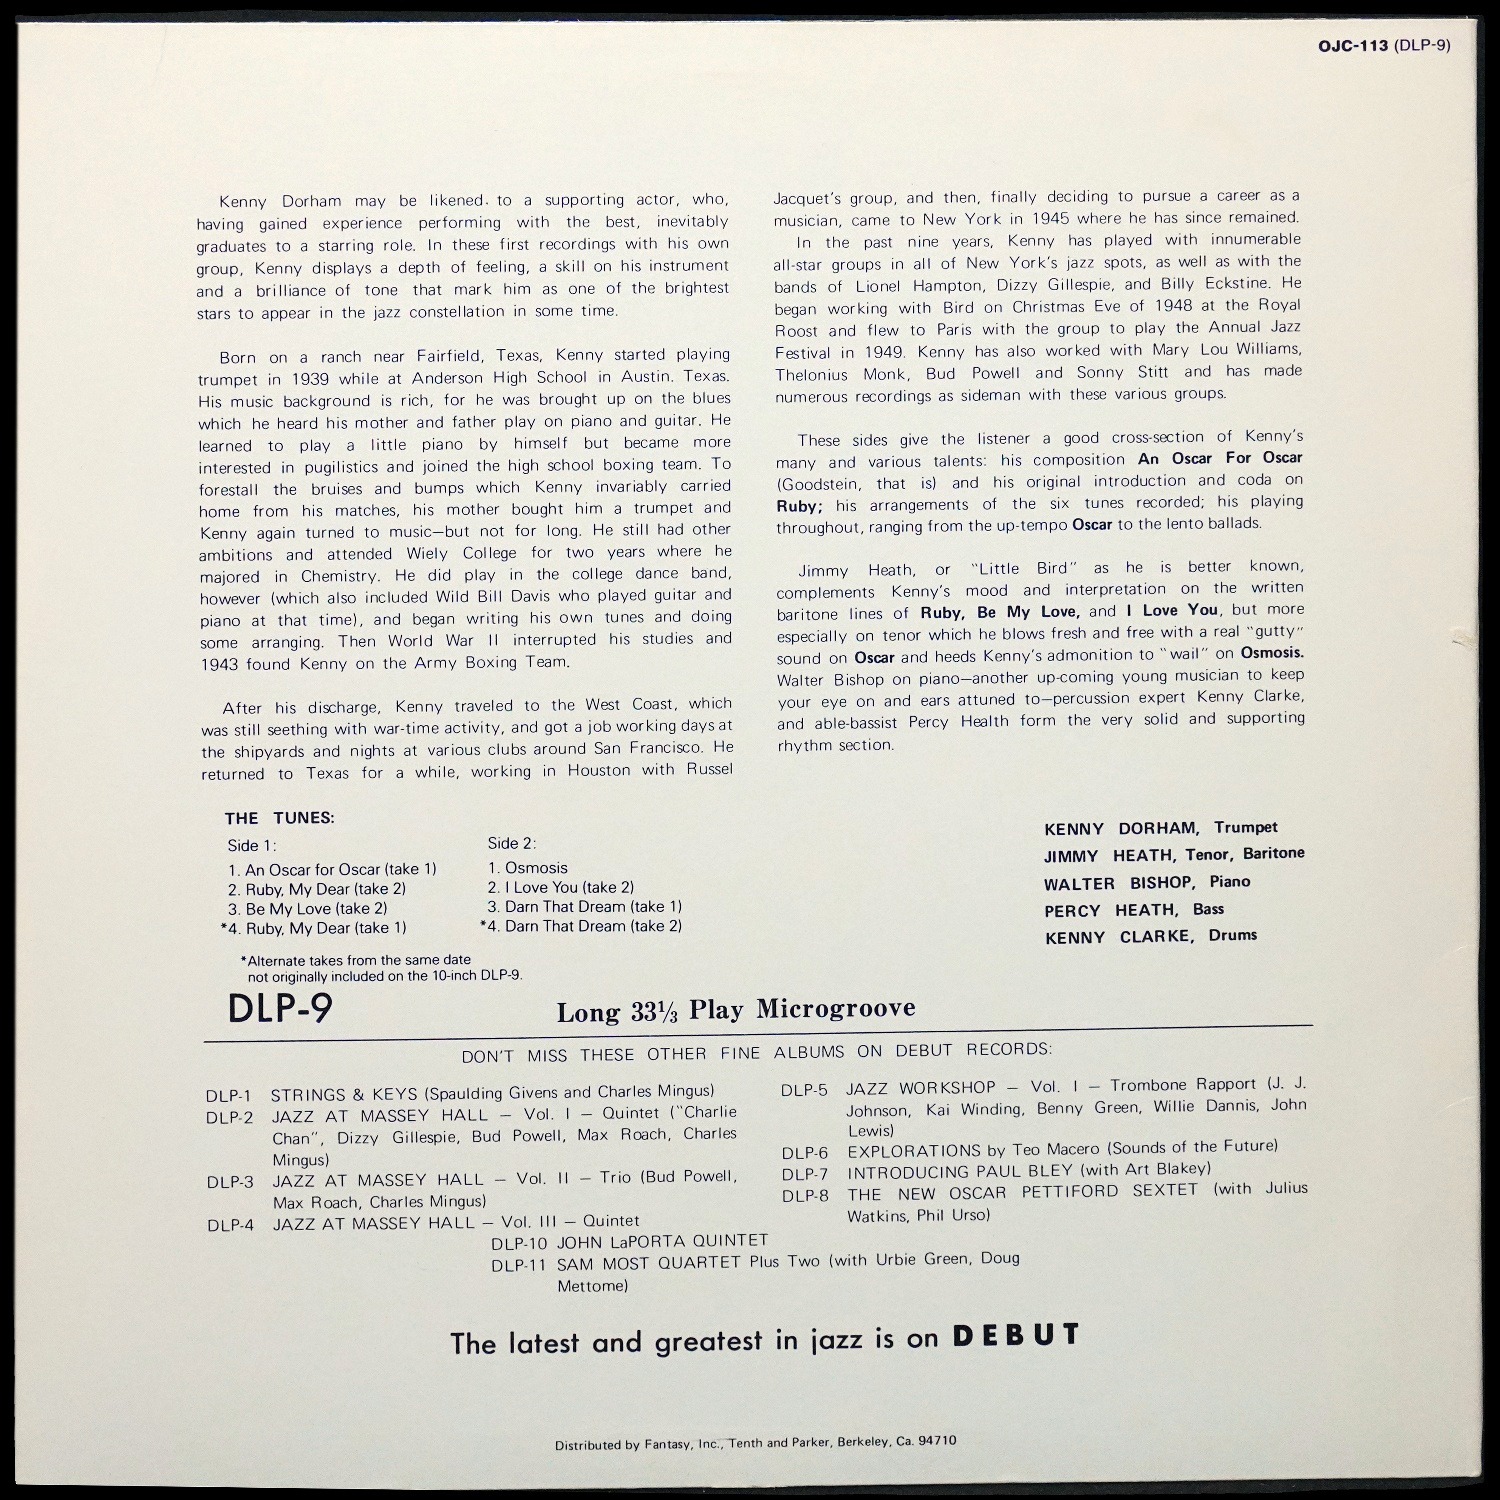 OJC-113 (DLP-9)
Kenny Dorham may be likened to a supporting actor, who,
having gained experience performing with the best, inevitably
graduates to a starring role. In these first recordings with his own
group, Kenny displays a depth of feeling, a skill on his instrument
and a brilliance of tone that mark him as one of the brightest
stars to appear in the jazz constellation in some time.
Born on a ranch near Fairfield, Texas, Kenny started playing
trumpet in 1939 while at Anderson High School in Austin. Texas.
His music background is rich, for he was brought up on the blues
which he heard his mother and father play on piano and guitar. He
learned to play a little piano by himself but became more
interested in pugilistics and joined the high school boxing team. To
forestall the bruises and bumps which Kenny invariably carried
home from his matches, his mother bought him a trumpet and
Kenny again turned to music—but not for long. He still had other
ambitions and attended Wiely College for two years where he
majored in Chemistry. He did play in the college dance band,
however (which also included Wild Bill Davis who played guitar and
piano at that time), and began writing his own tunes and doing
some arranging. Then World War II interrupted his studies and
1943 found Kenny on the Army Boxing Team.
After his discharge, Kenny traveled to the West Coast, which
was still seething with war-time activity, and got a job working days at
the shipyards and nights at various clubs around San Francisco. He
returned to Texas for a while, working in Houston with Russel
Jacquet's group, and then, finally deciding to pursue a career as a
musician, came to New York in 1945 where he has since remained.
In the past nine years, Kenny has played with innumerable
all-star groups in all of New York's jazz spots, as well as with the
bands of Lionel Hampton, Dizzy Gillespie, and Billy Eckstine. He
began working with Bird on Christmas Eve of 1948 at the Royal
Roost and flew to Paris with the group to play the Annual Jazz
Festival in 1949. Kenny has also worked with Mary Lou Williams,
Thelonius Monk, Bud Powell and Sonny Stitt and has made
numerous recordings as sideman with these various groups.
These sides give the listener a good cross-section of Kenny's
many and various talents: his composition An Oscar For Oscar
(Goodstein, that is) and his original introduction and coda on
Ruby; his arrangements of the six tunes recorded; his playing
throughout, ranging from the up-tempo Oscar to the lento ballads.
Jimmy Heath, or "Little Bird" as he is better known,
complements Kenny's mood and interpretation on the written
baritone lines of Ruby, Be My Love, and I Love You, but more
especially on tenor which he blows fresh and free with a real "gutty"
sound on Oscar and heeds Kenny's admonition to "wail" on Osmosis.
Walter Bishop on piano—another up-coming young musician to keep
your eye on and ears attuned to—percussion expert Kenny Clarke,
and able-bassist Percy Health form the very solid and supporting
rhythm section.
THE TUNES:
Side 1:
1. An Oscar for Oscar (take 1)
2. Ruby, My Dear (take 2)
3. Be My Love (take 2)
*4. Ruby, My Dear (take 1)
Side 2:
1. Osmosis
2. I Love You (take 2)
3. Darn That Dream (take 1)
*4. Darn That Dream (take 2)
*Alternate takes from the same date
not originally included on the 10-inch DLP-9.
KENNY DORHAM, Trumpet
JIMMY HEATH, Tenor, Baritone
WALTER BISHOP, Piano
PERCY HEATH, Bass
KENNY CLARKE, Drums
DLP-9
Long 33⅓ Play Microgroove
DON'T MISS THESE OTHER FINE ALBUMS ON DEBUT RECORDS:
DLP-1 STRINGS & KEYS (Spaulding Givens and Charles Mingus)
DLP-2 JAZZ AT MASSEY HALL — Vol. I — Quintet ("Charlie
Chan", Dizzy Gillespie, Bud Powell, Max Roach, Charles
Mingus)
DLP-3 JAZZ AT MASSEY HALL — Vol. II — Trio (Bud Powell,
Max Roach, Charles Mingus)
DLP-4 JAZZ AT MASSEY HALL — Vol. III — Quintet
DLP-5 JAZZ WORKSHOP — Vol. I — Trombone Rapport (J. J.
Johnson, Kai Winding, Benny Green, Willie Dannis, John
Lewis)
DLP-6 EXPLORATIONS by Teo Macero (Sounds of the Future)
DLP-7 INTRODUCING PAUL BLEY (with Art Blakey)
DLP-8 THE NEW OSCAR PETTIFORD SEXTET (with Julius
Watkins, Phil Urso)
DLP-10 JOHN LaPORTA QUINTET
DLP-11 SAM MOST QUARTET Plus Two (with Urbie Green, Doug
Mettome)
The latest and greatest in jazz is on DEBUT
Distributed by Fantasy, Inc., Tenth and Parker, Berkeley, Ca. 94710